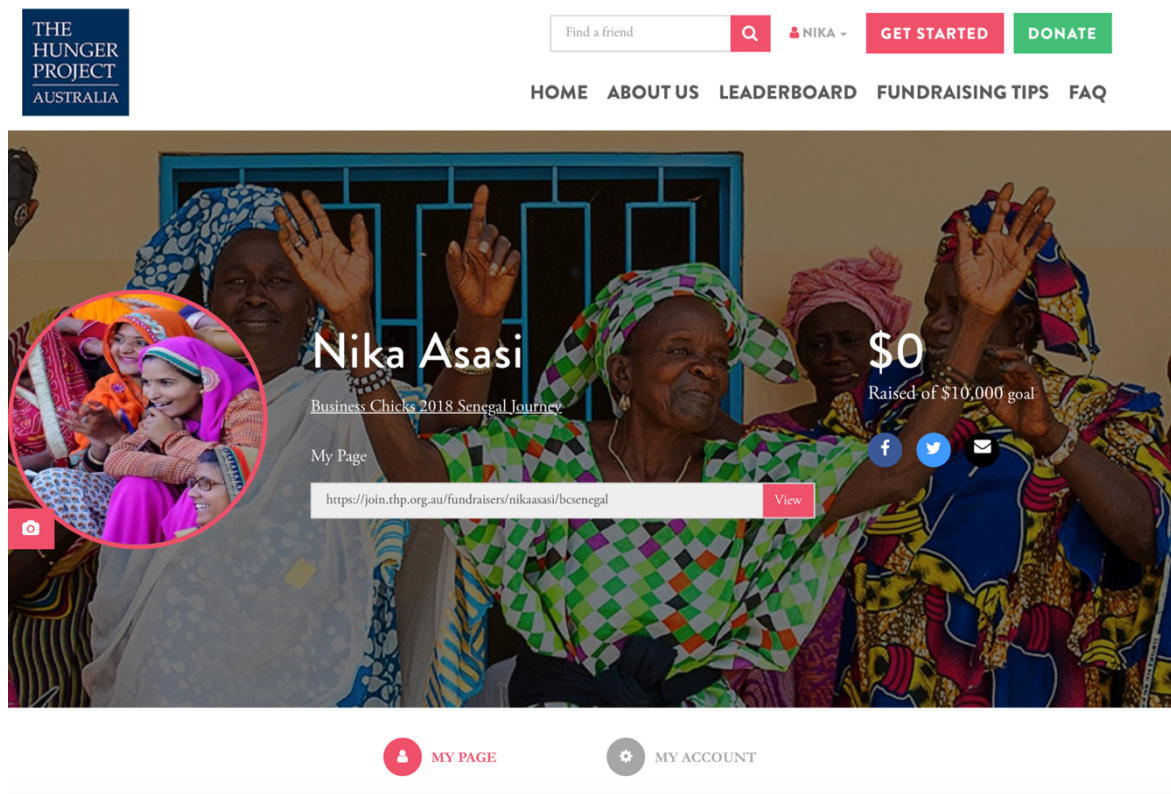 THE
HUNGER
PROJECT
AUSTRALIA
Find a friend
NIKA
GET STARTED
DONATE
HOME ABOUT US LEADERBOARD FUNDRAISING TIPS FAQ
Nika Asasi
Business Chicks 2018 Senegal Journey
My Page
https://join.thp.org.au/fundraisers/nikaasasi/bcsenegal
View
$0
Raised of $10,000 goal
MY PAGE
MY ACCOUNT